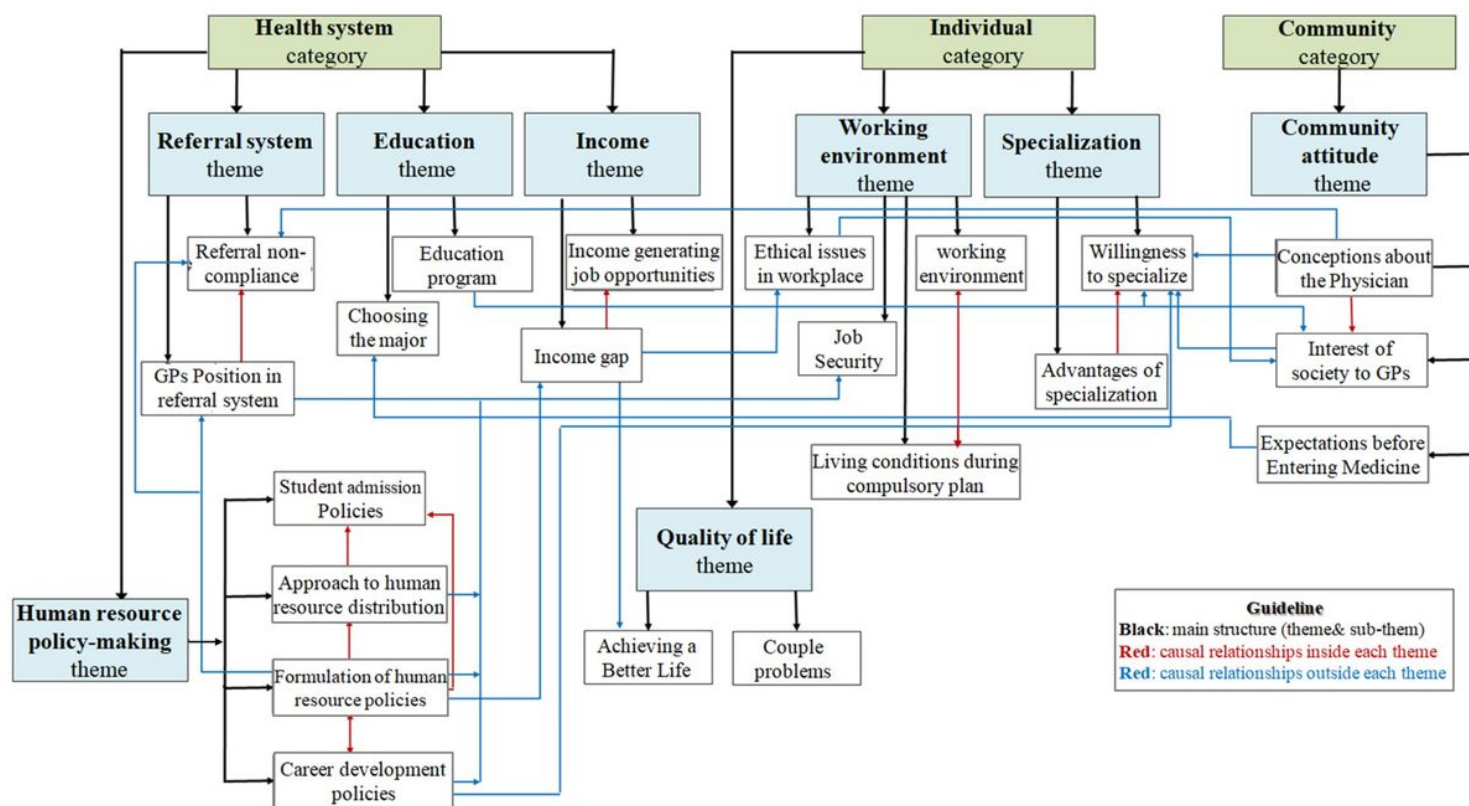 Health system
category
Individual
category
Community
category
Referral system
theme
Education
theme
Income
theme
Working
environment
theme
Specialization
theme
Community
attitude
theme
Referral non-
compliance
Education
program
Income generating
job opportunities
Ethical issues
in workplace
working
environment
Willingness
to specialize
Conceptions about
the Physician
Choosing
the major
Income gap
Job
Security
Advantages of
specialization
Interest of
society to GPs
GPs Position in
referral system
Living conditions during
compulsory plan
Expectations before
Entering Medicine
Student admission
Policies
Quality of life
theme
Approach to human
resource distribution
Human resource
policy-making
theme
Achieving a
Better Life
Couple
problems
Formulation of human
resource policies
Career development
policies
Guideline
Black: main structure (theme& sub-them)
Red: causal relationships inside each theme
Red: causal relationships outside each theme